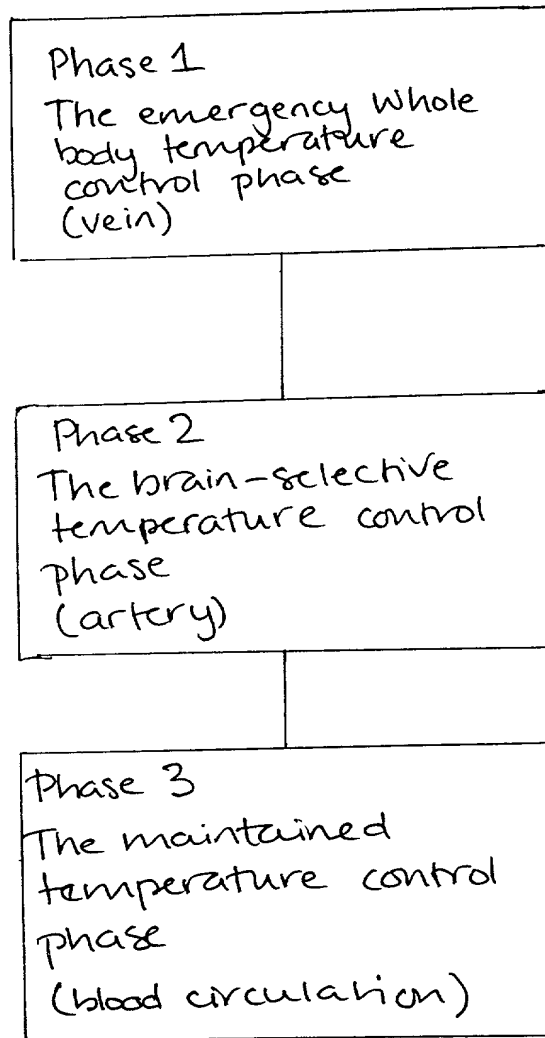 Phase 1
The emergency whole
body temperature
control phase
(vein)
Phase 2
The brain-selective
temperature control
phase
(artery)
Phase 3
The maintained
temperature control
phase
(blood circulation)